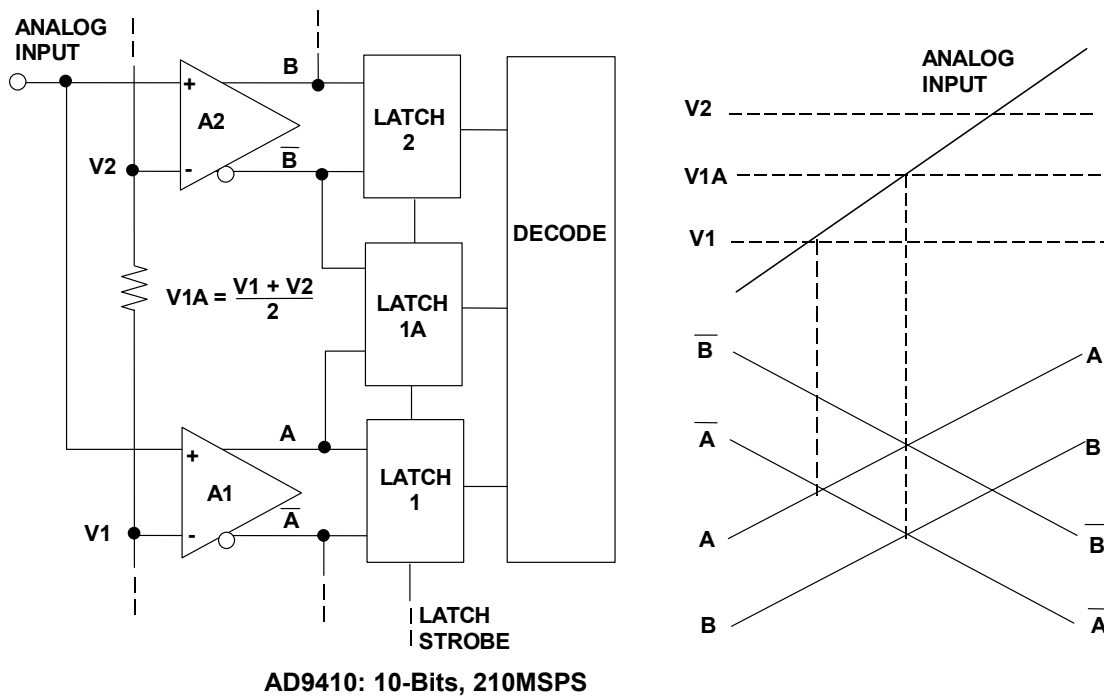 ANALOG
INPUT
B
+
A2
LATCH
2
V2
-
B̅
DECODE
V1A = V1 + V2
2
LATCH
1A
A
+
A1
LATCH
1
V1
-
A̅
LATCH
STROBE
ANALOG
INPUT
V2
V1A
V1
B̅
A
A̅
B
A
B̅
B
A̅
AD9410: 10-Bits, 210MSPS